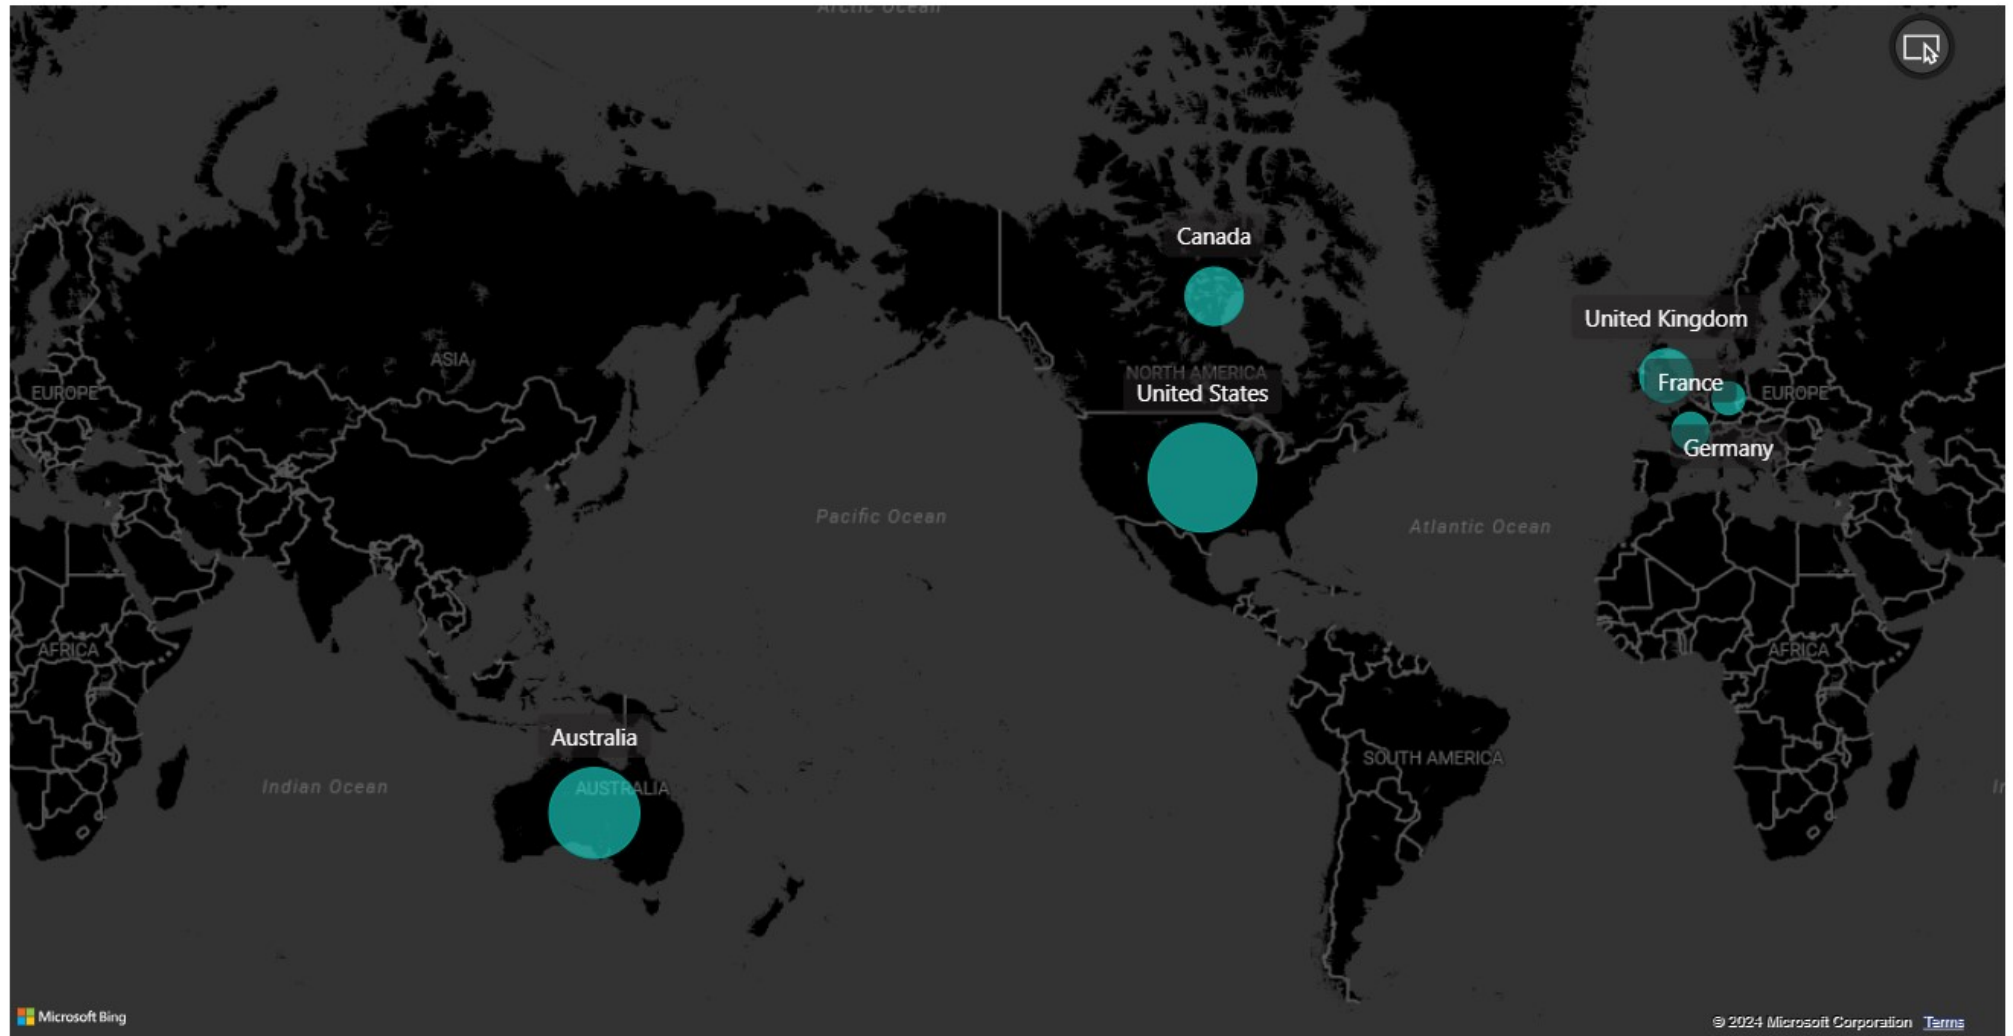 Arctic Ocean
Canada
United Kingdom
ASIA
NORTH AMERICA
EUROPE
United States
France
EUROPE
Germany
Pacific Ocean
Atlantic Ocean
AFRICA
AFRICA
Australia
SOUTH AMERICA
Indian Ocean
AUSTRALIA
Microsoft Bing
© 2024 Microsoft Corporation Terms